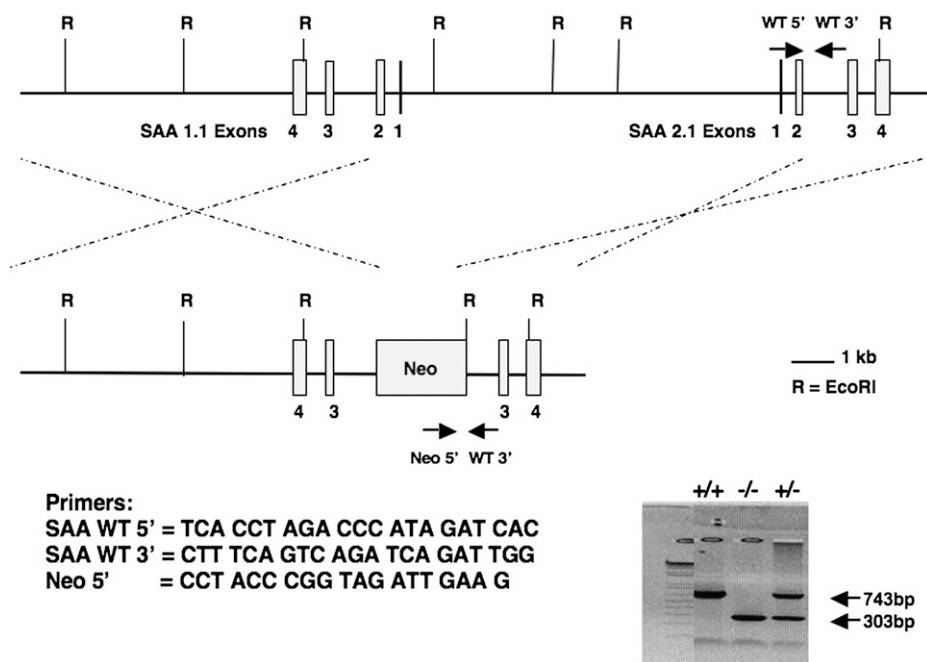 R R R R R R WT 5’ WT 3’ R
SAA 1.1 Exons 4 3 2 1 SAA 2.1 Exons 1 2 3 4
R R R R R
Neo
1 kb
R = EcoRI
4 3 3 4
Neo 5’ WT 3’
Primers:
SAA WT 5’ = TCA CCT AGA CCC ATA GAT CAC
SAA WT 3’ = CTT TCA GTC AGA TCA GAT TGG
Neo 5’ = CCT ACC CGG TAG ATT GAA G
+/+ -/- +/-
743bp
303bp